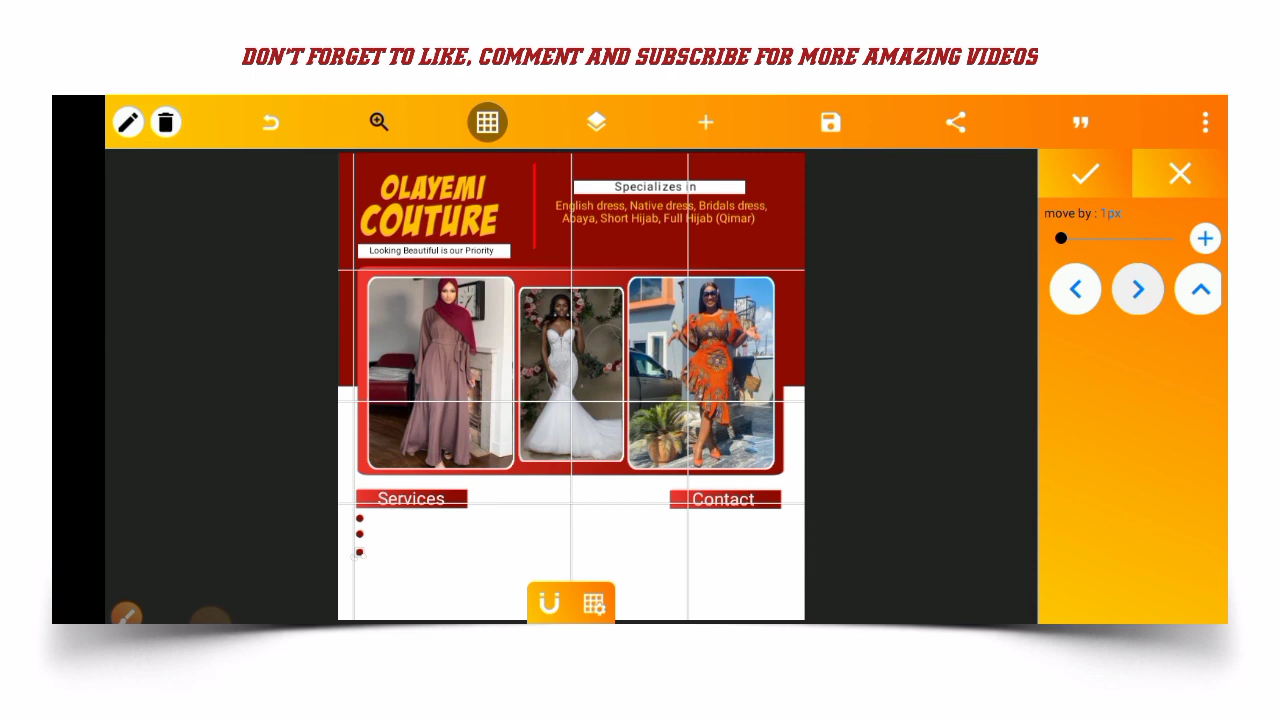 DON'T FORGET TO LIKE, COMMENT AND SUBSCRIBE FOR MORE AMAZING VIDEOS
move by : 1px
OLAYEMI
COUTURE
Looking Beautiful is our Priority
Specializes in
English dress, Native dress, Bridals dress,
Abaya, Short Hijab, Full Hijab (Qimar)
Services
Contact